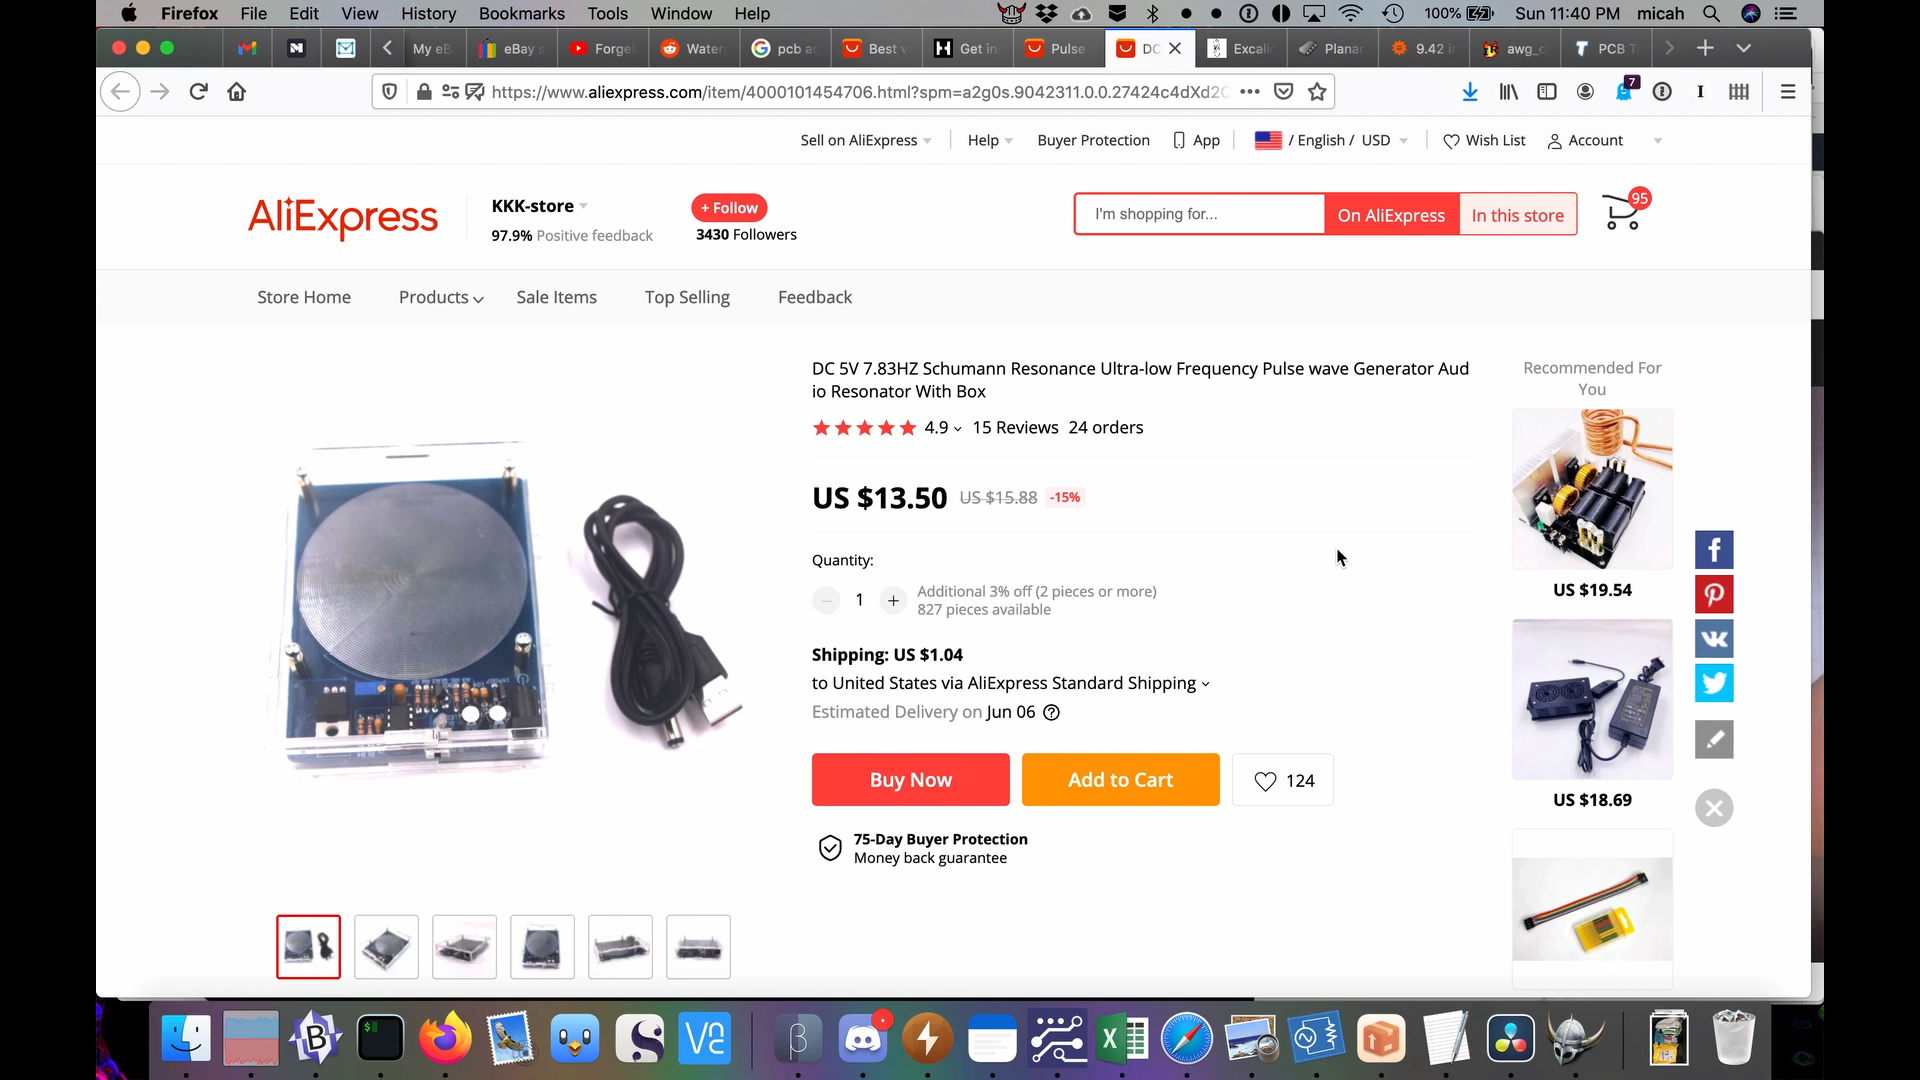 Firefox File Edit View History Bookmarks Tools Window Help 100% Sun 11:40 PM micah
My eB eBay s Forge Water pcb a Best v Get in Pulse DC Excali Planar 9.42 i awg_c PCB T
https://www.aliexpress.com/item/4000101454706.html?spm=a2g0s.9042311.0.0.27424c4dXd2 7
Sell on AliExpress Help Buyer Protection App / English / USD Wish List Account
AliExpress KKK-store + Follow I'm shopping for... On AliExpress In this store 95
97.9% Positive feedback 3430 Followers
Store Home Products Sale Items Top Selling Feedback
DC 5V 7.83HZ Schumann Resonance Ultra-low Frequency Pulse wave Generator Aud
io Resonator With Box
4.9 15 Reviews 24 orders
US $13.50 US $15.88 -15%
Quantity:
1
Additional 3% off (2 pieces or more)
827 pieces available
Shipping: US $1.04
to United States via AliExpress Standard Shipping
Estimated Delivery on Jun 06
Buy Now Add to Cart 124
75-Day Buyer Protection
Money back guarantee
Recommended For
You
US $19.54
US $18.69